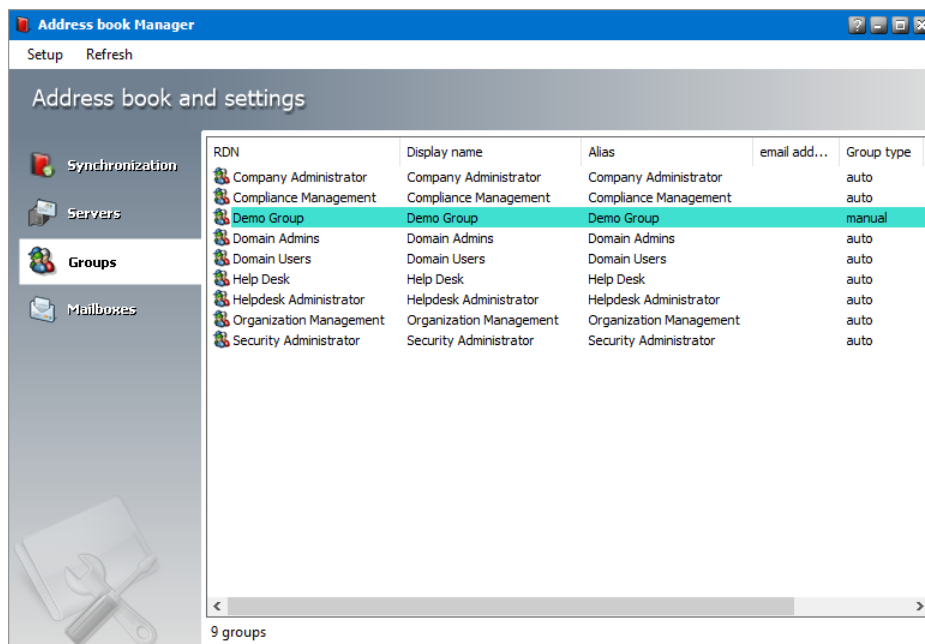 Address book Manager
Setup Refresh
Address book and settings
Synchronization
Servers
Groups
Mailboxes
RDN Display name Alias email add... Group type
Company Administrator Company Administrator Company Administrator auto
Compliance Management Compliance Management Compliance Management auto
Demo Group Demo Group Demo Group manual
Domain Admins Domain Admins Domain Admins auto
Domain Users Domain Users Domain Users auto
Help Desk Help Desk Help Desk auto
Helpdesk Administrator Helpdesk Administrator Helpdesk Administrator auto
Organization Management Organization Management Organization Management auto
Security Administrator Security Administrator Security Administrator auto
9 groups